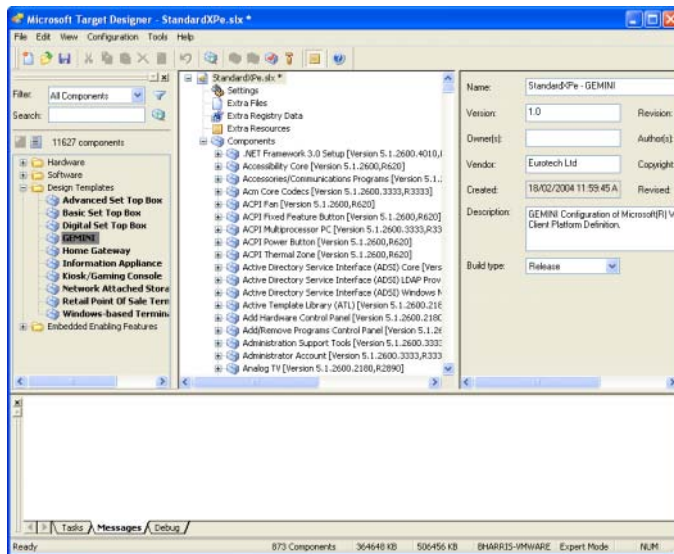 Microsoft Target Designer - StandardXPe.slx *
File Edit View Configuration Tools Help
Filter: All Components
Search:
11627 components
Hardware
Software
Design Templates
Advanced Set Top Box
Basic Set Top Box
Digital Set Top Box
GEMINI
Home Gateway
Information Appliance
Kiosk/Gaming Console
Network Attached Stora
Retail Point Of Sale Term
Windows-based Termin
Embedded Enabling Features
StandardXPe.slx *
Settings
Extra Files
Extra Registry Data
Extra Resources
Components
.NET Framework 3.0 Setup [Version 5.1.2600.4010,
Accessibility Core [Version 5.1.2600,R620]
Accessories/Communications Programs [Version 5.1.
Acm Core Codecs [Version 5.1.2600.3333,R3333]
ACPI Fan [Version 5.1.2600,R620]
ACPI Fixed Feature Button [Version 5.1.2600,R620]
ACPI Multiprocessor PC [Version 5.1.2600.3333,R33
ACPI Power Button [Version 5.1.2600,R620]
ACPI Thermal Zone [Version 5.1.2600,R620]
Active Directory Service Interface (ADSI) Core [Vers
Active Directory Service Interface (ADSI) LDAP Prov
Active Directory Service Interface (ADSI) Windows N
Active Template Library (ATL) [Version 5.1.2600.218
Add Hardware Control Panel [Version 5.1.2600.2180
Add/Remove Programs Control Panel [Version 5.1.26
Administration Support Tools [Version 5.1.2600.3333
Administrator Account [Version 5.1.2600.3333,R333
Analog TV [Version 5.1.2600.2180,R2890]
Name: StandardXPe - GEMINI
Version: 1.0 Revision:
Owner(s): Author(s)
Vendor: Eurotech Ltd Copyright
Created: 18/02/2004 11:59:45 A Revised
Description: GEMINI Configuration of Microsoft(R) V
Client Platform Definition.
Build type: Release
Tasks Messages Debug
Ready 873 Components 364648 KB 506456 KB BHARRIS-VMWARE Expert Mode NUM